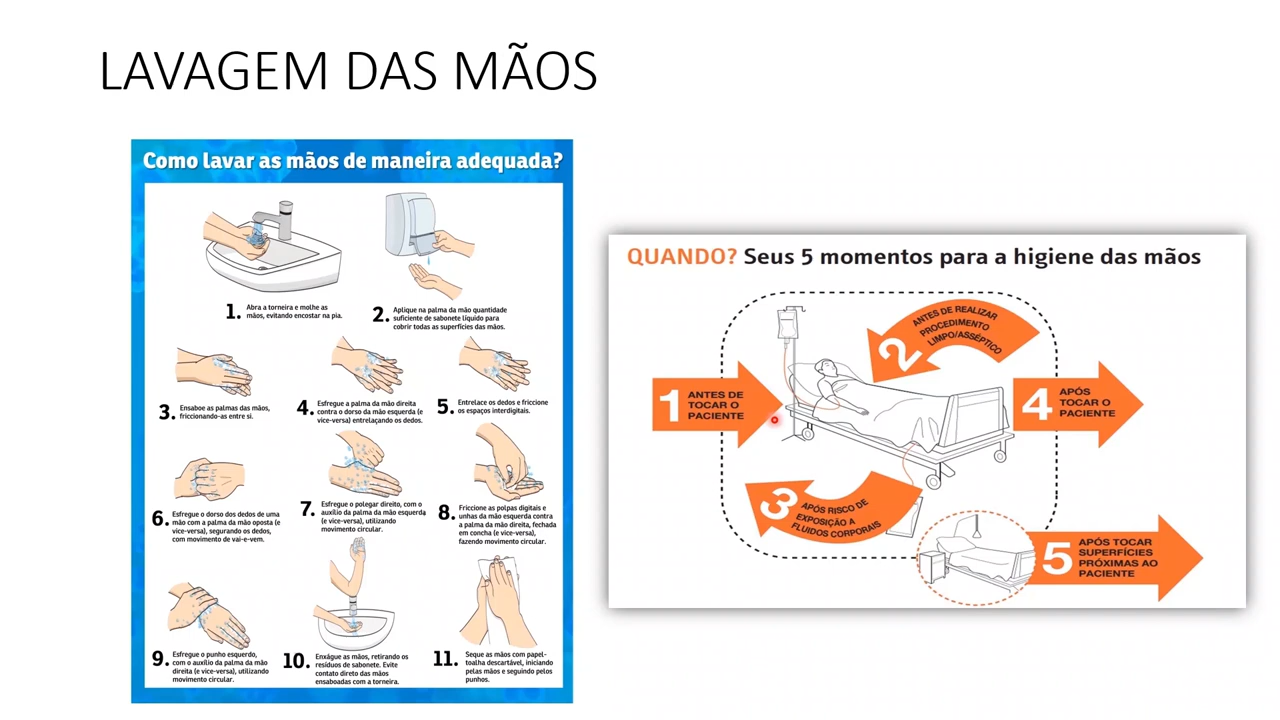 LAVAGEM DAS MÃOS
Como lavar as mãos de maneira adequada?
1. Abra a torneira e molhe as
mãos, evitando encostar na pia.
2. Aplique na palma da mão quantidade
suficiente de sabonete líquido para
cobrir todas as superfícies das mãos.
3. Ensaboe as palmas das mãos,
friccionando-as entre si.
4. Esfregue a palma da mão direita
contra o dorso da mão esquerda (e
vice-versa) entrelaçando os dedos.
5. Entrelace os dedos e friccione
os espaços interdigitais.
6. Esfregue o dorso dos dedos de uma
mão com a palma da mão oposta (e
vice-versa), segurando os dedos,
com movimento de vai-e-vem.
7. Esfregue o polegar direito, com o
auxílio da palma da mão esquerda
(e vice-versa), utilizando
movimento circular.
8. Friccione as polpas digitais e
unhas da mão esquerda contra
a palma da mão direita, fechada
em concha (e vice-versa),
fazendo movimento circular.
9. Esfregue o punho esquerdo,
com o auxílio da palma da mão
direita (e vice-versa), utilizando
movimento circular.
10. Enxágue as mãos, retirando os
resíduos de sabonete. Evite
contato direto das mãos
ensaboadas com a torneira.
11. Seque as mãos com papel-
toalha descartável, iniciando
pelas mãos e seguindo pelos
punhos.
QUANDO? Seus 5 momentos para a higiene das mãos
1 ANTES DE
TOCAR O
PACIENTE
2 ANTES DE REALIZAR
PROCEDIMENTO
LIMPO/ASSÉPTICO
3 APÓS RISCO DE
EXPOSIÇÃO A
FLUIDOS CORPORAIS
4 APÓS
TOCAR O
PACIENTE
5 APÓS TOCAR
SUPERFÍCIES
PRÓXIMAS AO
PACIENTE